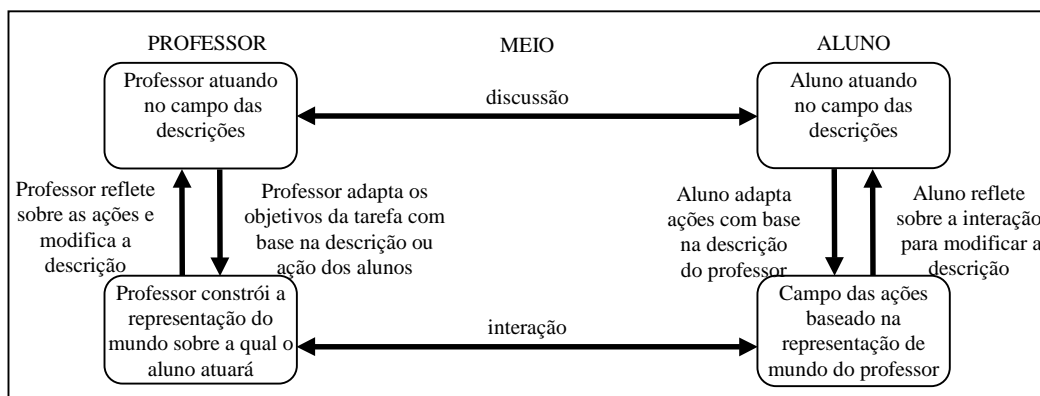 PROFESSOR
MEIO
ALUNO
Professor atuando
no campo das
descrições
discussão
Aluno atuando
no campo das
descrições
Professor reflete
sobre as ações e
modifica a
descrição
Professor adapta os
objetivos da tarefa com
base na descrição ou
ação dos alunos
Aluno adapta
ações com base
na descrição
do professor
Aluno reflete
sobre a interação
para modificar a
descrição
Professor constrói a
representação do
mundo sobre a qual o
aluno atuará
interação
Campo das ações
baseado na
representação de
mundo do professor